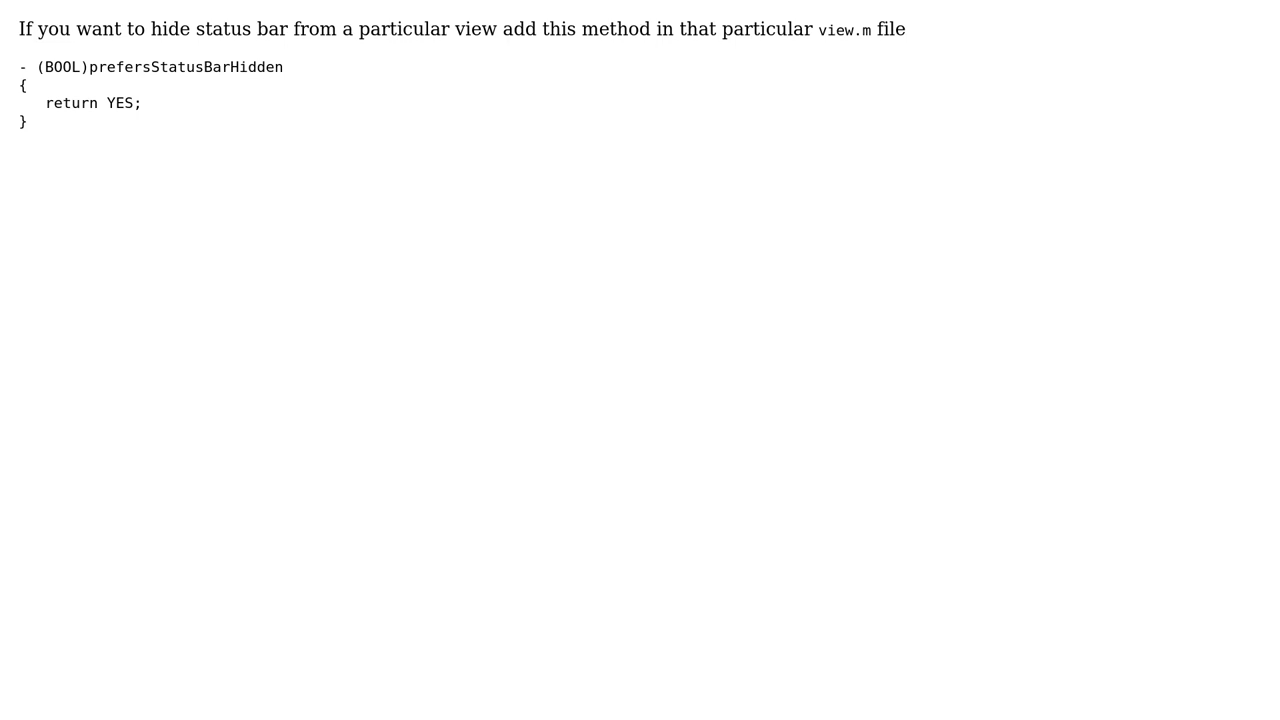 If you want to hide status bar from a particular view add this method in that particular view.m file
- (BOOL)prefersStatusBarHidden
{
   return YES;
}